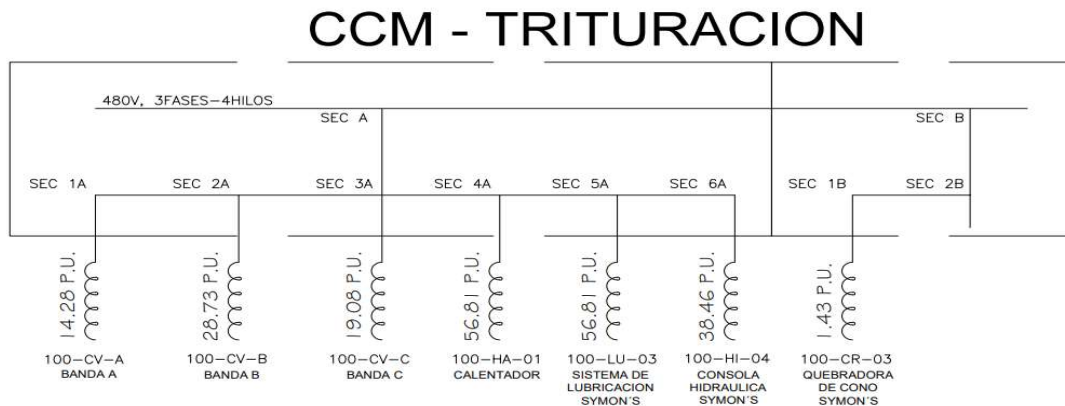 CCM - TRITURACION
480V, 3FASES-4HILOS
SEC A
SEC B
SEC 1A
SEC 2A
SEC 3A
SEC 4A
SEC 5A
SEC 6A
SEC 1B
SEC 2B
14.28 P.U.
28.73 P.U.
19.08 P.U.
56.81 P.U.
56.81 P.U.
38.46 P.U.
1.43 P.U.
100-CV-A
BANDA A
100-CV-B
BANDA B
100-CV-C
BANDA C
100-HA-01
CALENTADOR
100-LU-03
SISTEMA DE
LUBRICACION
SYMON´S
100-HI-04
CONSOLA
HIDRAULICA
SYMON´S
100-CR-03
QUEBRADORA
DE CONO
SYMON´S